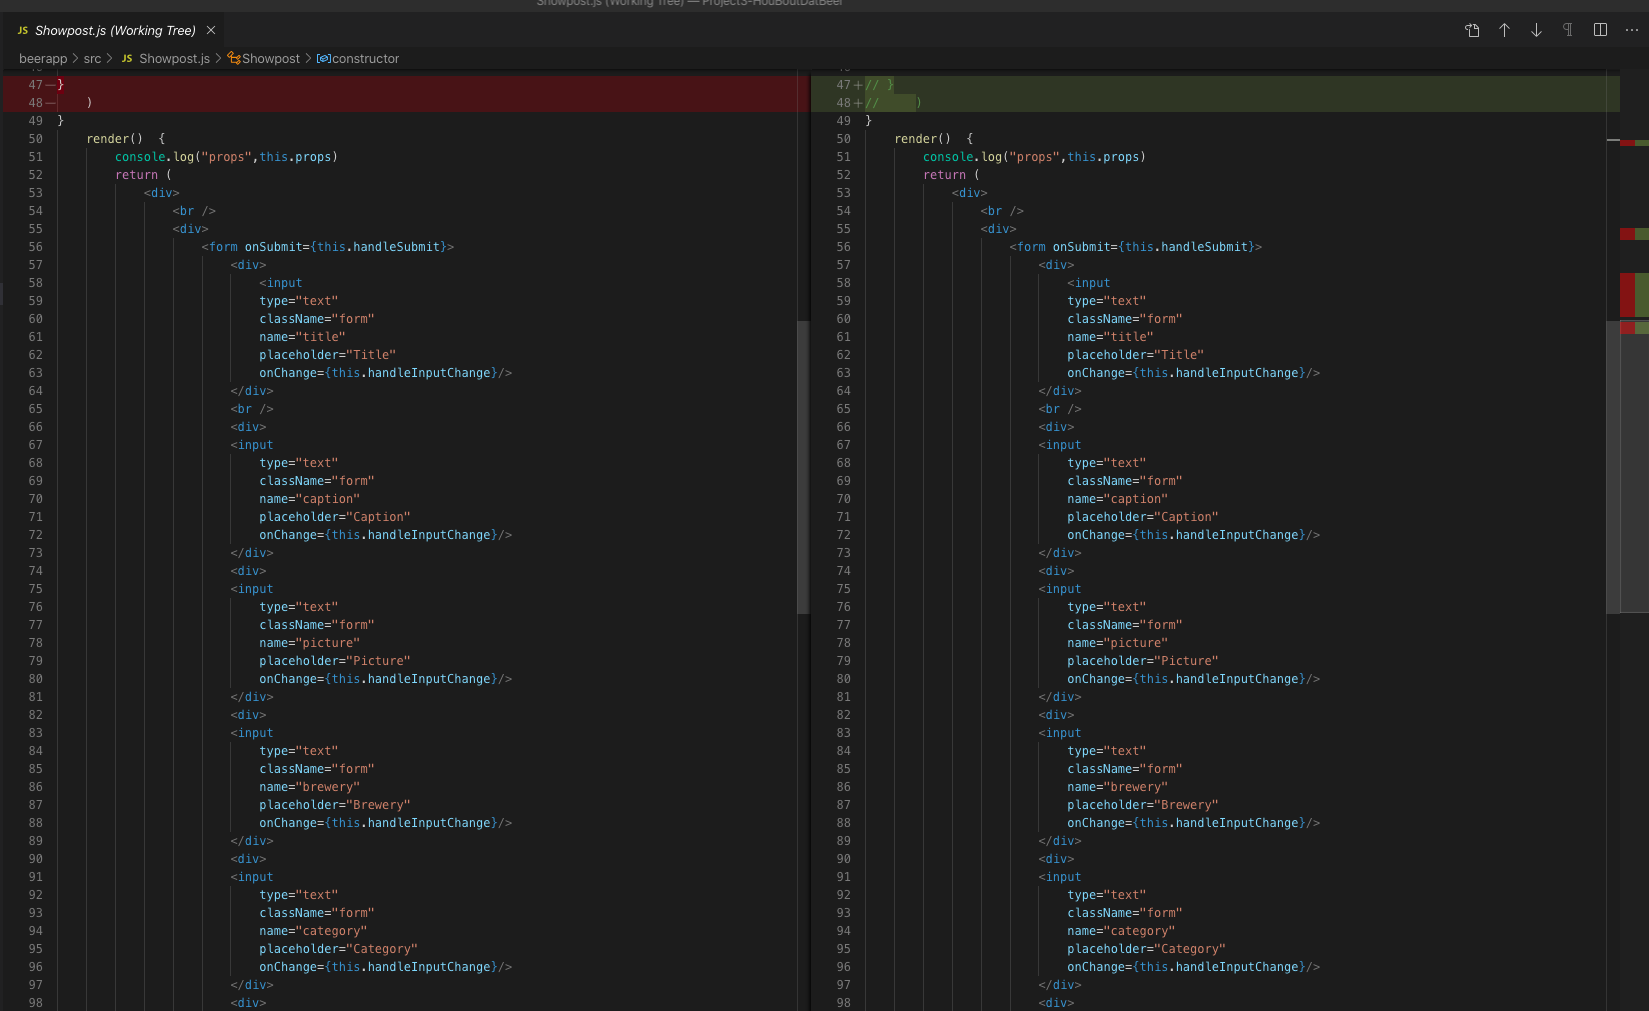 Showpost.js (Working Tree) — Project3-HouBoutDatBeer
JS Showpost.js (Working Tree) ×
beerapp > src > JS Showpost.js > Showpost > constructor
47 — }
48 — )
49 }
50 render() {
51 console.log("props",this.props)
52 return (
53 <div>
54 <br />
55 <div>
56 <form onSubmit={this.handleSubmit}>
57 <div>
58 <input
59 type="text"
60 className="form"
61 name="title"
62 placeholder="Title"
63 onChange={this.handleInputChange}/>
64 </div>
65 <br />
66 <div>
67 <input
68 type="text"
69 className="form"
70 name="caption"
71 placeholder="Caption"
72 onChange={this.handleInputChange}/>
73 </div>
74 <div>
75 <input
76 type="text"
77 className="form"
78 name="picture"
79 placeholder="Picture"
80 onChange={this.handleInputChange}/>
81 </div>
82 <div>
83 <input
84 type="text"
85 className="form"
86 name="brewery"
87 placeholder="Brewery"
88 onChange={this.handleInputChange}/>
89 </div>
90 <div>
91 <input
92 type="text"
93 className="form"
94 name="category"
95 placeholder="Category"
96 onChange={this.handleInputChange}/>
97 </div>
98 <div>
47 + // }
48 + // )
49 }
50 render() {
51 console.log("props",this.props)
52 return (
53 <div>
54 <br />
55 <div>
56 <form onSubmit={this.handleSubmit}>
57 <div>
58 <input
59 type="text"
60 className="form"
61 name="title"
62 placeholder="Title"
63 onChange={this.handleInputChange}/>
64 </div>
65 <br />
66 <div>
67 <input
68 type="text"
69 className="form"
70 name="caption"
71 placeholder="Caption"
72 onChange={this.handleInputChange}/>
73 </div>
74 <div>
75 <input
76 type="text"
77 className="form"
78 name="picture"
79 placeholder="Picture"
80 onChange={this.handleInputChange}/>
81 </div>
82 <div>
83 <input
84 type="text"
85 className="form"
86 name="brewery"
87 placeholder="Brewery"
88 onChange={this.handleInputChange}/>
89 </div>
90 <div>
91 <input
92 type="text"
93 className="form"
94 name="category"
95 placeholder="Category"
96 onChange={this.handleInputChange}/>
97 </div>
98 <div>